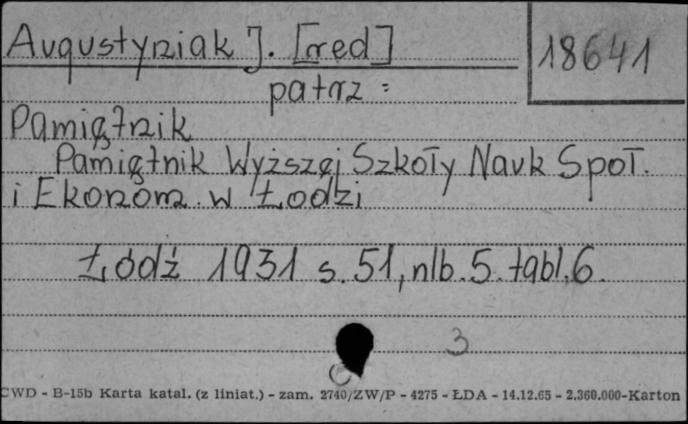 Augustyniak J. [red]
18641
patrz :
Pamiętnik
Pamiętnik Wyższej Szkoły Nauk Społ.
i Ekonom. w Łodzi
Łódź 1931 s. 51, nlb. 5. tabl. 6.
3
CWD - B-15b Karta katal. (z liniat.) - zam. 2740/ZW/P - 4275 - ŁDA - 14.12.65 - 2.360.000-Karton